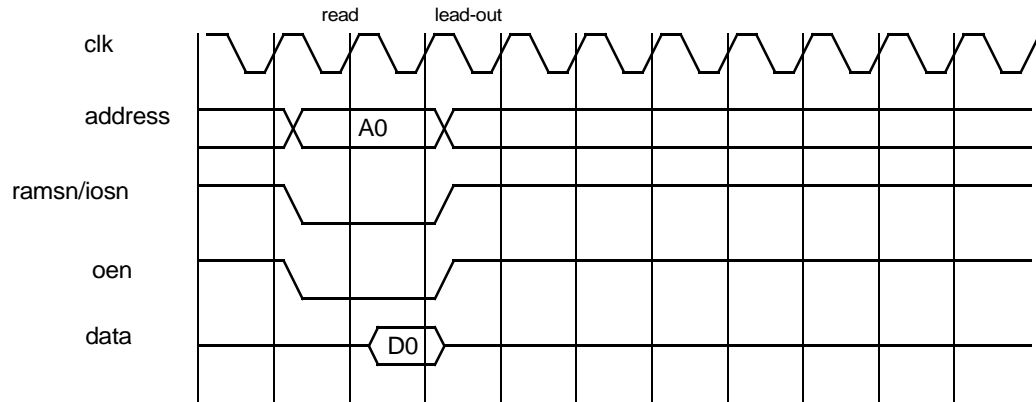 read lead-out
clk
address
A0
ramsn/iosn
oen
data
D0